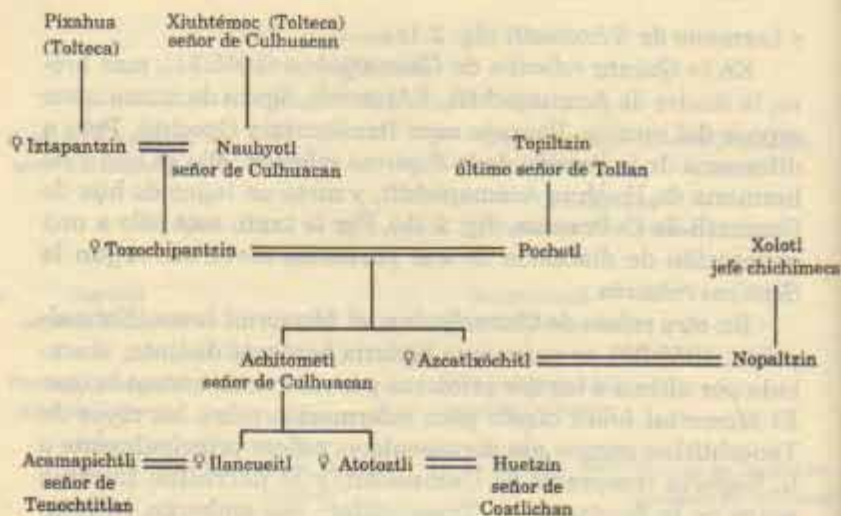 Pixahua
(Tolteca)
Xiuhtémoc (Tolteca)
señor de Culhuacan
♀ Ixtapantzin
Nauhyotl
señor de Culhuacan
Topiltzin
último señor de Tollan
♀ Toxochipantzin
Pochotl
Xolotl
jefe chichimeca
Achitometl
señor de Culhuacan
♀ Azcatlxóchitl
Nopaltzin
Acamapichtli
señor de
Tenochtitlan
♀ Ilancueitl
♀ Atotoztli
Huetzin
señor de
Coatlichan